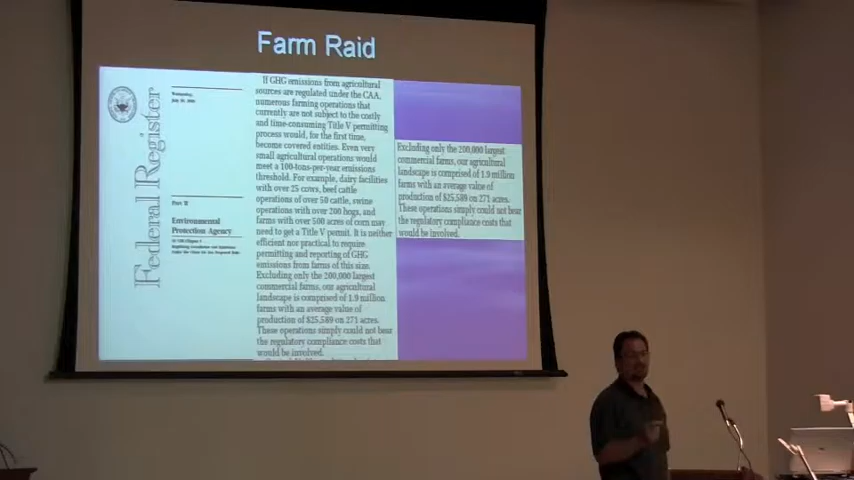 Farm Raid
Federal Register
Part II
Environmental
Protection Agency
If GHG emissions from agricultural
sources are regulated under the CAA,
numerous farming operations that
currently are not subject to the costly
and time-consuming Title V permitting
process would, for the first time,
become covered entities. Even very
small agricultural operations would
meet a 100-tons-per-year emissions
threshold. For example, dairy facilities
with over 25 cows, beef cattle
operations of over 50 cattle, swine
operations with over 200 hogs, and
farms with over 500 acres of corn may
need to get a Title V permit. It is neither
efficient nor practical to require
permitting and reporting of GHG
emissions from farms of this size.
Excluding only the 200,000 largest
commercial farms, our agricultural
landscape is comprised of 1.9 million
farms with an average value of
production of $25,589 on 271 acres.
These operations simply could not bear
the regulatory compliance costs that
would be involved.
Excluding only the 200,000 largest
commercial farms, our agricultural
landscape is comprised of 1.9 million
farms with an average value of
production of $25,589 on 271 acres.
These operations simply could not bear
the regulatory compliance costs that
would be involved.